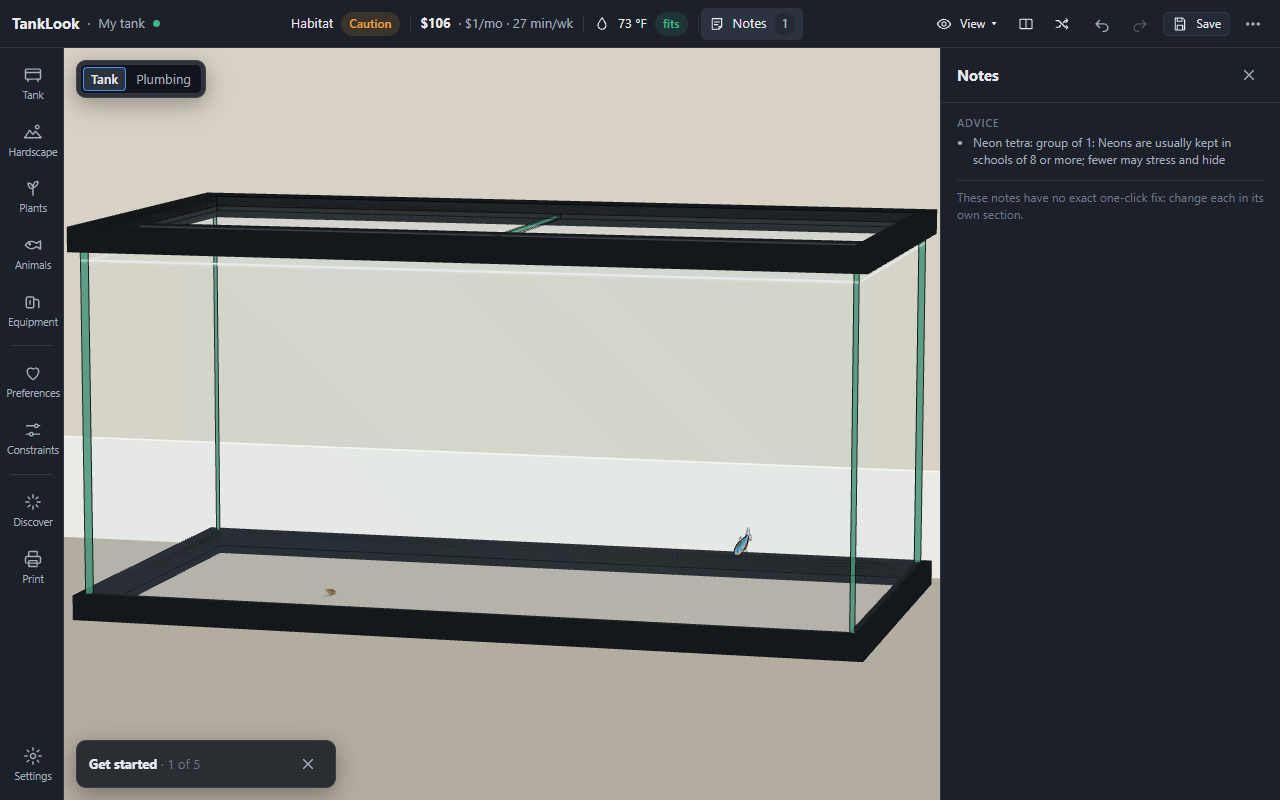 TankLook · My tank
Habitat Caution $106 · $1/mo · 27 min/wk 73 °F fits Notes 1
View Save
Tank
Hardscape
Plants
Animals
Equipment
Preferences
Constraints
Discover
Print
Settings
Tank Plumbing
Get started · 1 of 5
Notes
ADVICE
• Neon tetra: group of 1: Neons are usually kept in
schools of 8 or more; fewer may stress and hide
These notes have no exact one-click fix: change each in its
own section.